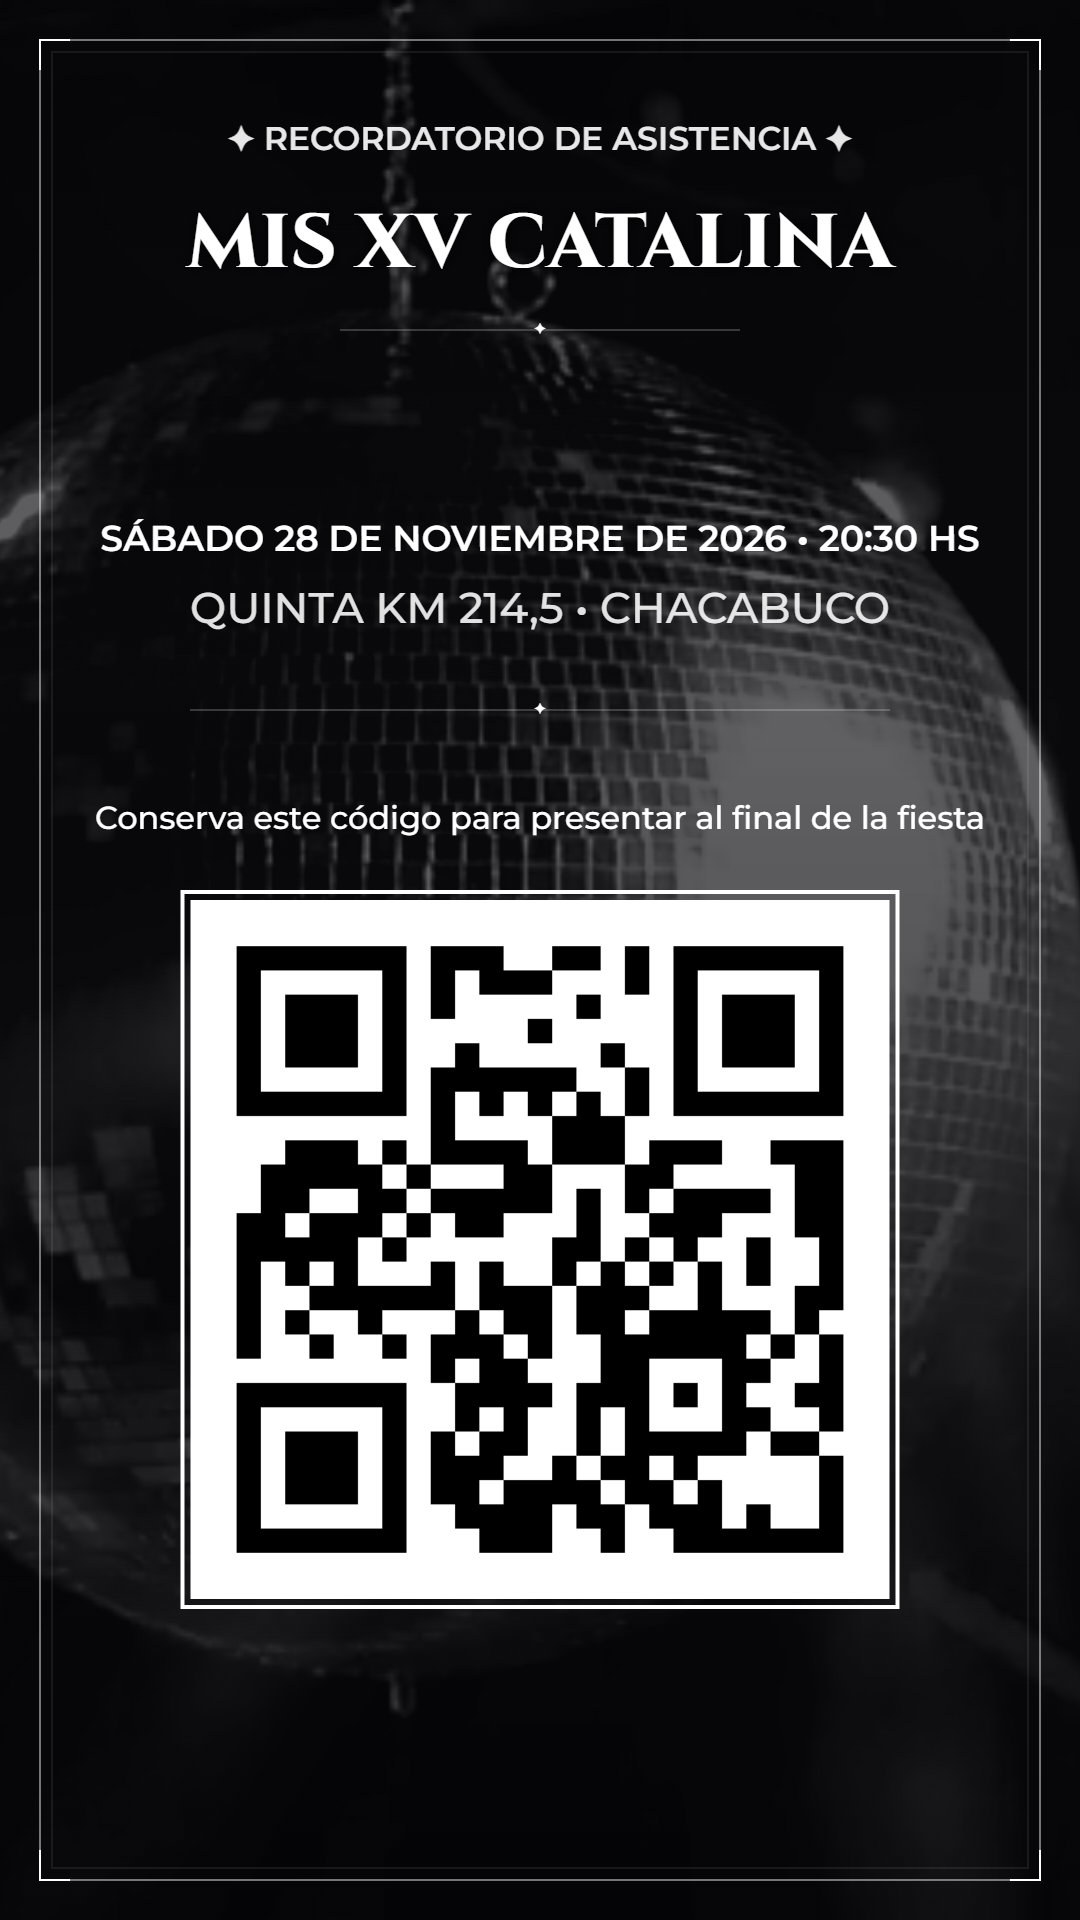 ✦ RECORDATORIO DE ASISTENCIA ✦
MIS XV CATALINA
SÁBADO 28 DE NOVIEMBRE DE 2026 • 20:30 HS
QUINTA KM 214,5 • CHACABUCO
Conserva este código para presentar al final de la fiesta